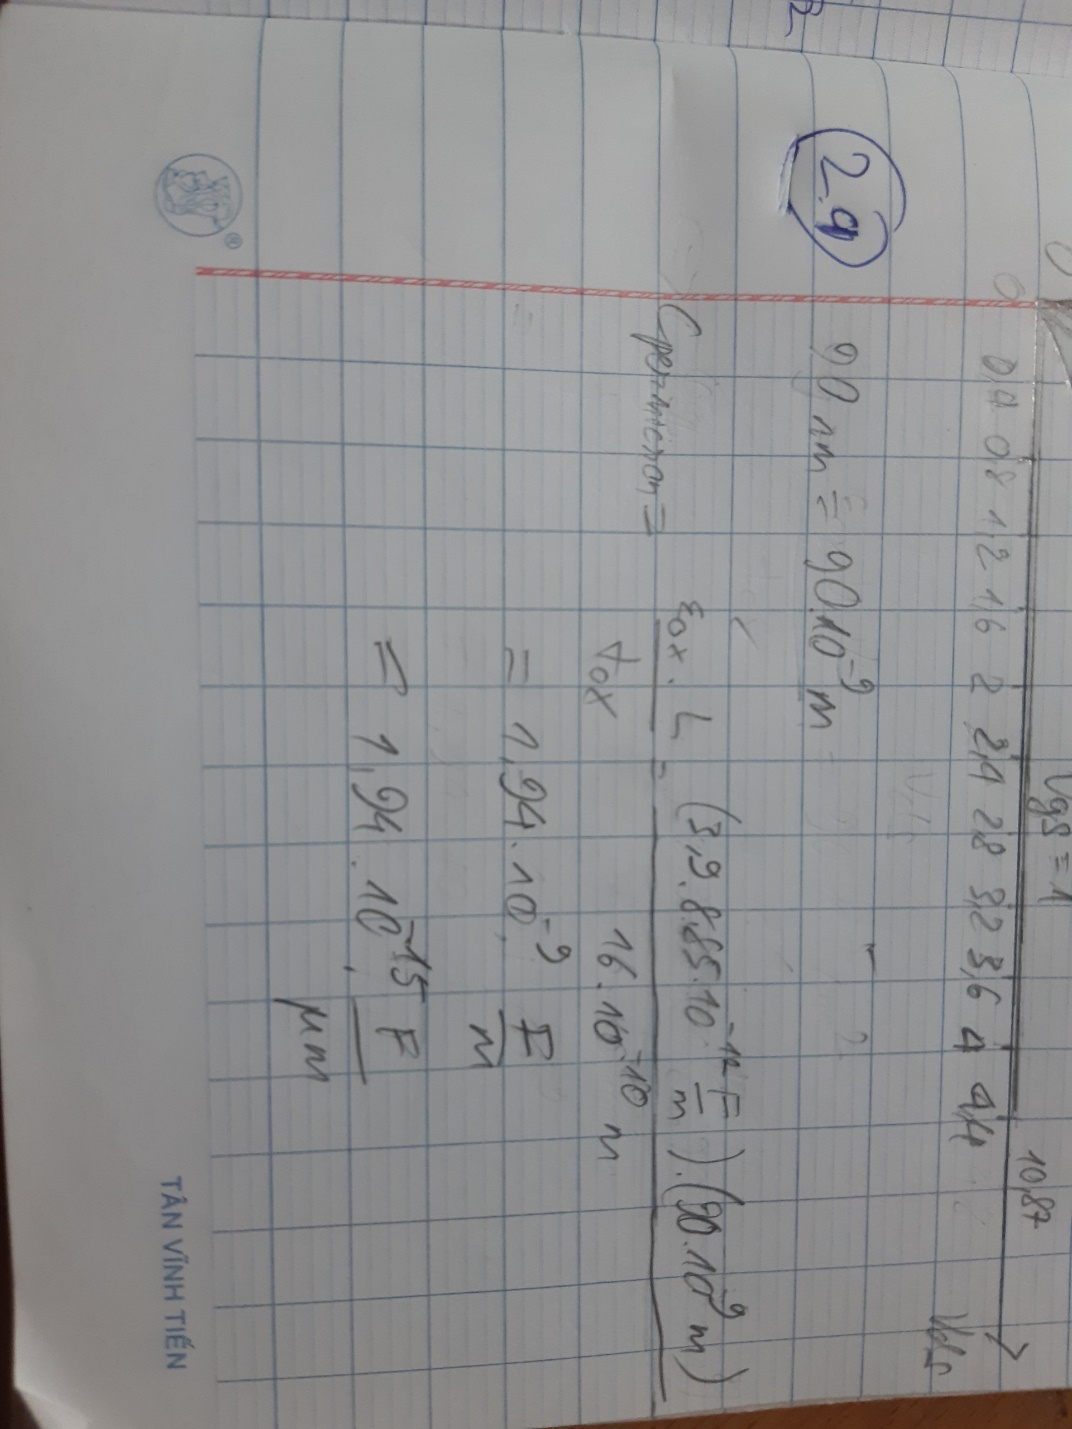 Vgs = 1
10,87
0 0,4 0,8 1,2 1,6 2 2,4 2,8 3,2 3,6 4 4,4
Vds
2.4
90 nm = 90.10⁻⁹ m
Cpermicron = εox . L / tox = (3,9.8.85.10⁻¹² F/m).(90.10⁻⁹ m) / 16.10⁻¹⁰ m
= 1,94.10⁻⁹ F/m
= 1,94.10⁻¹⁵ F/μm
TÂN VĨNH TIẾN